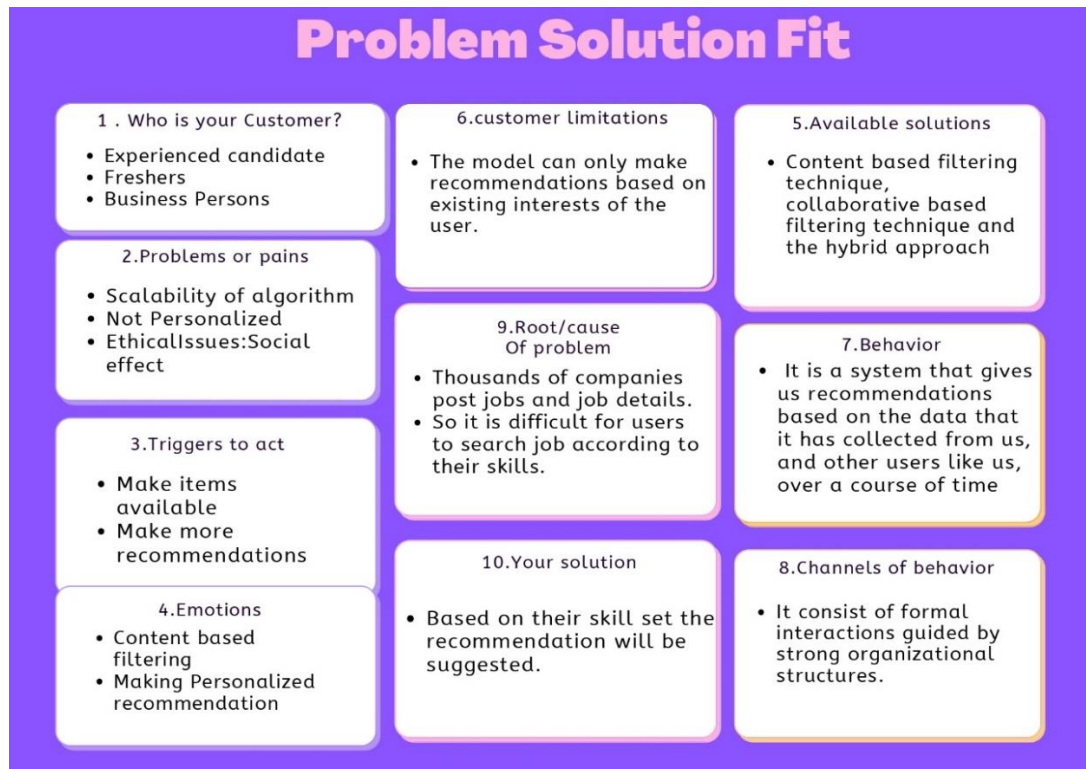 Problem Solution Fit
1 . Who is your Customer?
• Experienced candidate
• Freshers
• Business Persons
2.Problems or pains
• Scalability of algorithm
• Not Personalized
• EthicalIssues:Social
effect
3.Triggers to act
• Make items
available
• Make more
recommendations
4.Emotions
• Content based
filtering
• Making Personalized
recommendation
6.customer limitations
• The model can only make
recommendations based on
existing interests of the
user.
9.Root/cause
Of problem
• Thousands of companies
post jobs and job details.
• So it is difficult for users
to search job according to
their skills.
10.Your solution
• Based on their skill set the
recommendation will be
suggested.
5.Available solutions
• Content based filtering
technique,
collaborative based
filtering technique and
the hybrid approach
7.Behavior
• It is a system that gives
us recommendations
based on the data that
it has collected from us,
and other users like us,
over a course of time
8.Channels of behavior
• It consist of formal
interactions guided by
strong organizational
structures.